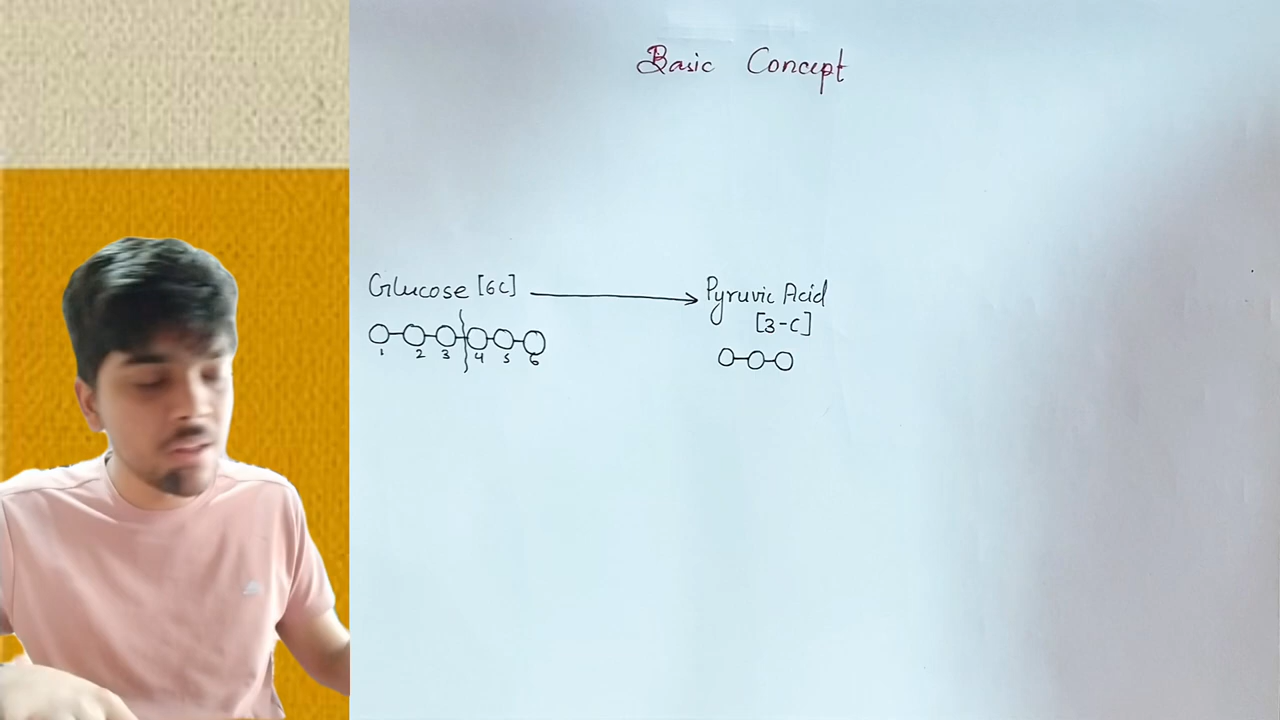 Basic Concept
Glucose [6C]
1 2 3 4 5 6
Pyruvic Acid
[3-C]